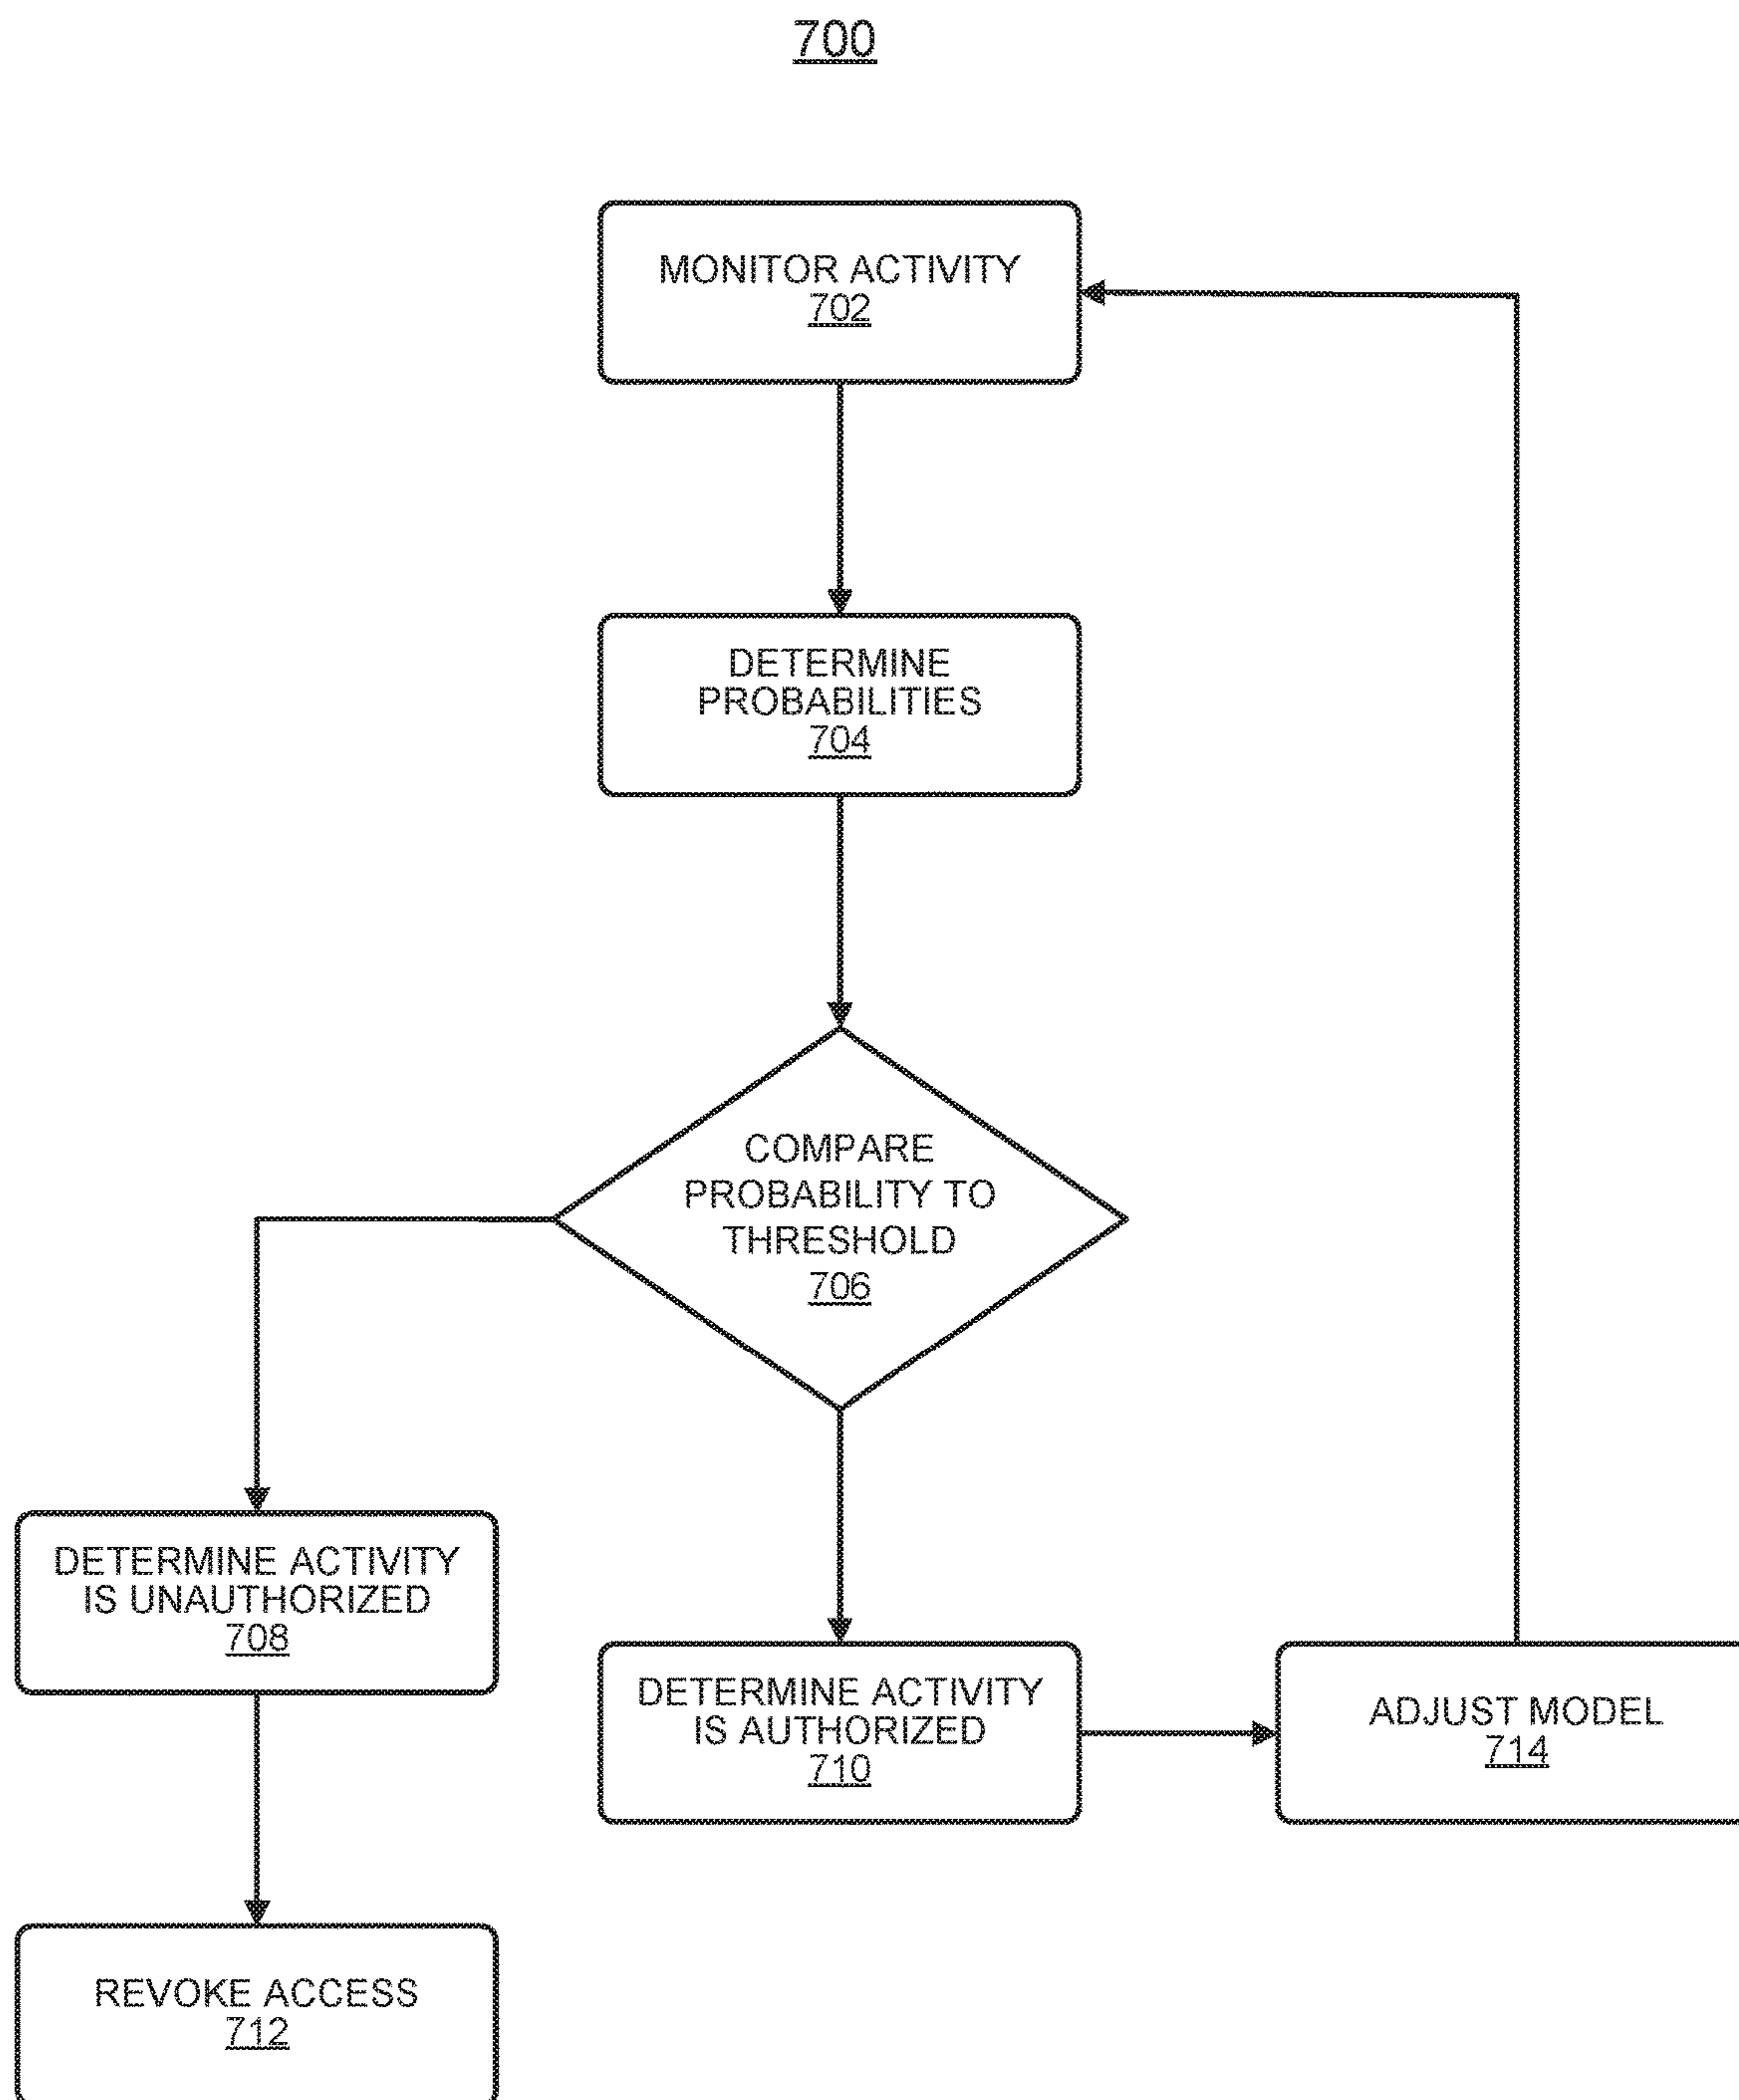 700
MONITOR ACTIVITY
702
DETERMINE
PROBABILITIES
704
COMPARE
PROBABILITY TO
THRESHOLD
706
DETERMINE ACTIVITY
IS UNAUTHORIZED
708
DETERMINE ACTIVITY
IS AUTHORIZED
710
ADJUST MODEL
714
REVOKE ACCESS
712